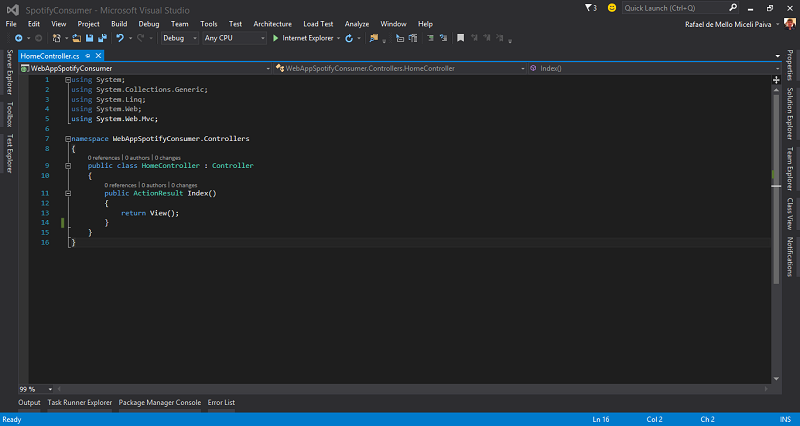 SpotifyConsumer - Microsoft Visual Studio
3
Quick Launch (Ctrl+Q)
File Edit View Project Build Debug Team Tools Test Architecture Load Test Analyze Window Help
Rafael de Mello Miceli Paiva
Debug Any CPU Internet Explorer
HomeController.cs
WebAppSpotifyConsumer WebAppSpotifyConsumer.Controllers.HomeController Index()
Server Explorer
Toolbox
Test Explorer
1 using System;
2 using System.Collections.Generic;
3 using System.Linq;
4 using System.Web;
5 using System.Web.Mvc;
6
7 namespace WebAppSpotifyConsumer.Controllers
8 {
0 references | 0 authors | 0 changes
9 public class HomeController : Controller
10 {
0 references | 0 authors | 0 changes
11 public ActionResult Index()
12 {
13 return View();
14 }
15 }
16 }
Properties
Solution Explorer
Team Explorer
Class View
Notifications
99 %
Output Task Runner Explorer Package Manager Console Error List
Ready Ln 16 Col 2 Ch 2 INS